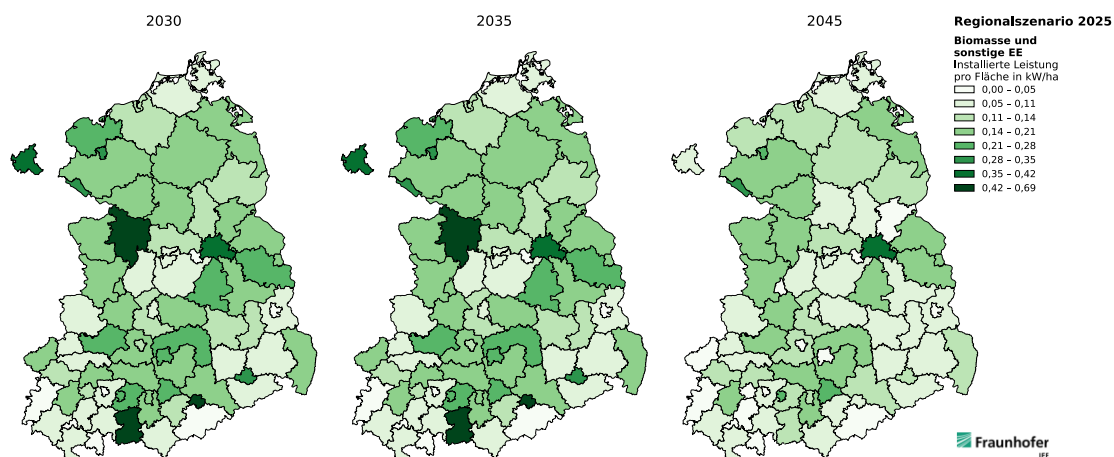 2030
2035
2045
Regionalszenario 2025
Biomasse und
sonstige EE
Installierte Leistung
pro Fläche in kW/ha
0,00 – 0,05
0,05 – 0,11
0,11 – 0,14
0,14 – 0,21
0,21 – 0,28
0,28 – 0,35
0,35 – 0,42
0,42 – 0,69
Fraunhofer
IFF